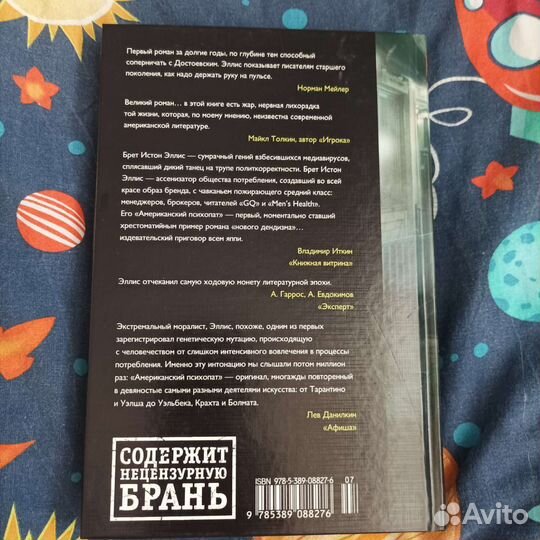 Первый роман за долгие годы, по глубине тем способный
соперничать с Достоевским. Эллис показывает писателям старшего
поколения, как надо держать руку на пульсе.
Норман Мейлер
Великий роман... в этой книге есть жар, нервная лихорадка
той жизни, которая, по моему мнению, неизвестна современной
американской литературе.
Майкл Толкин, автор «Игрока»
Брет Истон Эллис — сумрачный гений взбесившихся медиавирусов,
сплясавший дикий танец на трупе политкорректности. Брет Истон
Эллис — ассенизатор общества потребления, создавший во всей
красе образ бренда, с чавканьем пожирающего средний класс:
менеджеров, брокеров, читателей «GQ» и «Men's Health».
Его «Американский психопат» — первый, моментально ставший
хрестоматийным пример романа «нового дендизма»...
издевательский приговор всем яппи.
Владимир Иткин
«Книжная витрина»
Эллис отчеканил самую ходовую монету литературной эпохи.
А. Гаррос, А. Евдокимов
«Эксперт»
Экстремальный моралист, Эллис, похоже, одним из первых
зарегистрировал генетическую мутацию, происходящую
с человечеством от слишком интенсивного вовлечения в процессы
потребления. Именно эту интонацию мы слышали потом миллион
раз: «Американский психопат» — оригинал, многажды повторенный
в девяностые самыми разными деятелями искусства: от Тарантино
и Уэлша до Уэльбека, Крахта и Болмата.
Лев Данилкин
«Афиша»
СОДЕРЖИТ
НЕЦЕНЗУРНУЮ
БРАНЬ
ISBN 978-5-389-08827-6
07
9 785389 088276
Avito